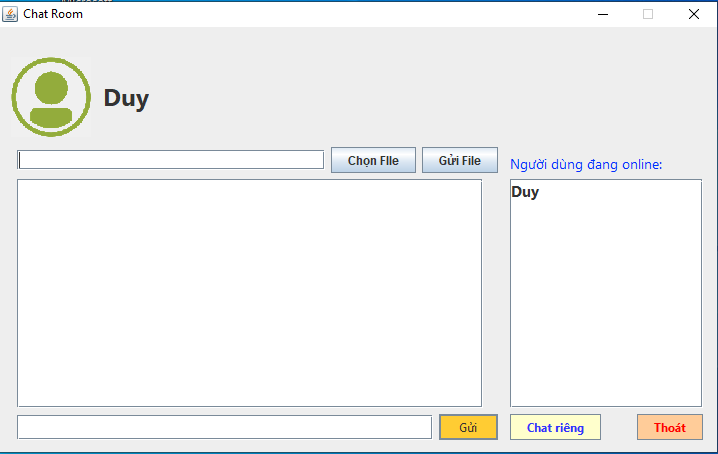 Chat Room
Duy
Chọn FIle
Gửi File
Người dùng đang online:
Duy
Gửi
Chat riêng
Thoát